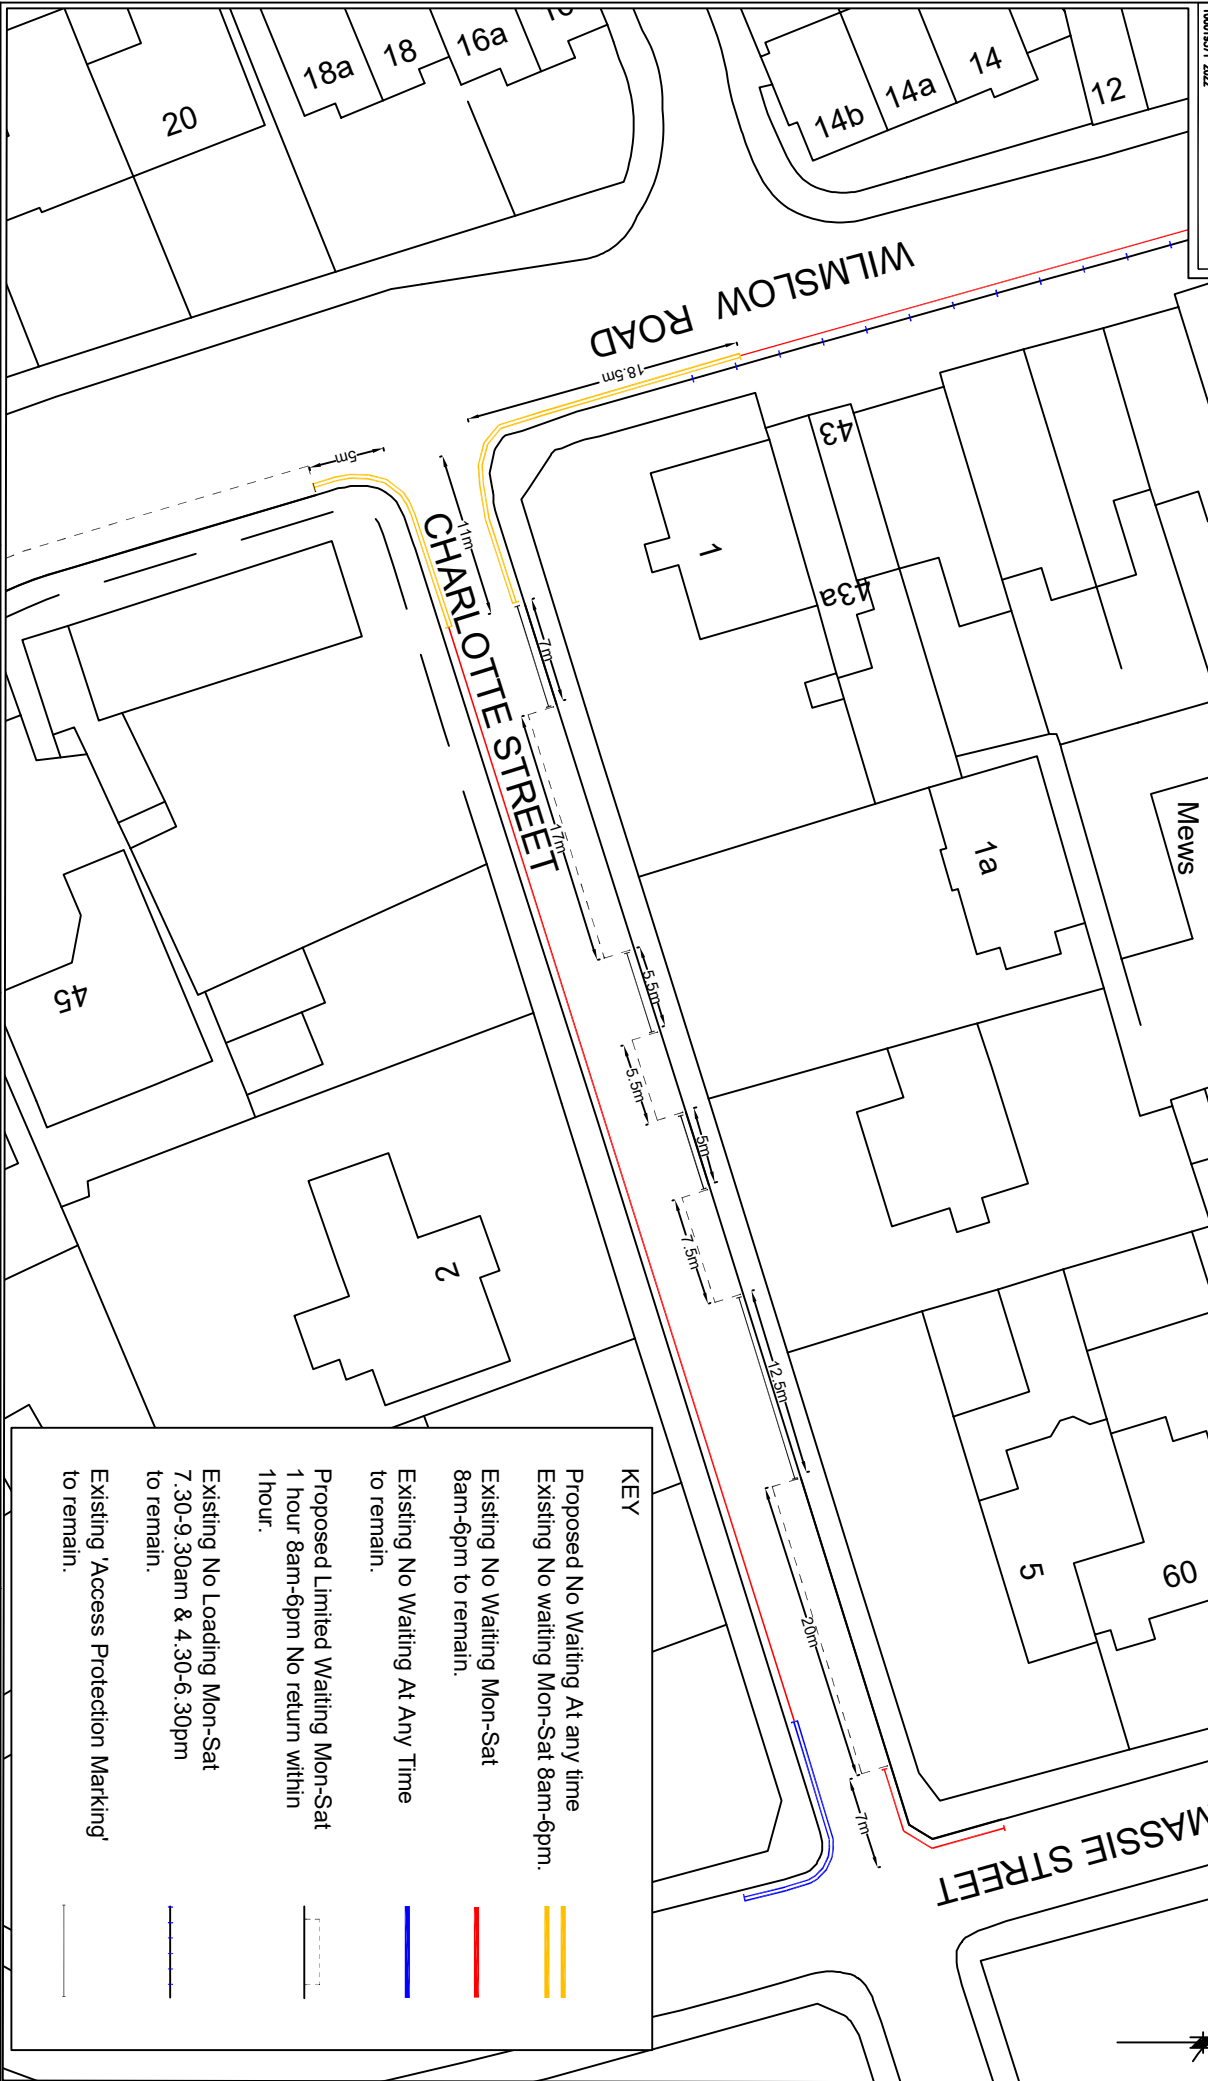 20
18a
18
16a
14b
14a
14
12
WILMSLOW ROAD
18.5m
5m
11m
CHARLOTTE STREET
7m
17m
5.5m
5.5m
5m
7.5m
12.5m
20m
7m
43
43a
1
1a
Mews
45
2
5
60
MASSIE STREET
KEY
Proposed No Waiting At any time
Existing No waiting Mon-Sat 8am-6pm.
Existing No Waiting Mon-Sat
8am-6pm to remain.
Existing No Waiting At Any Time
to remain.
Proposed Limited Waiting Mon-Sat
1 hour 8am-6pm No return within
1hour.
Existing No Loading Mon-Sat
7.30-9.30am & 4.30-6.30pm
to remain.
Existing 'Access Protection Marking'
to remain.